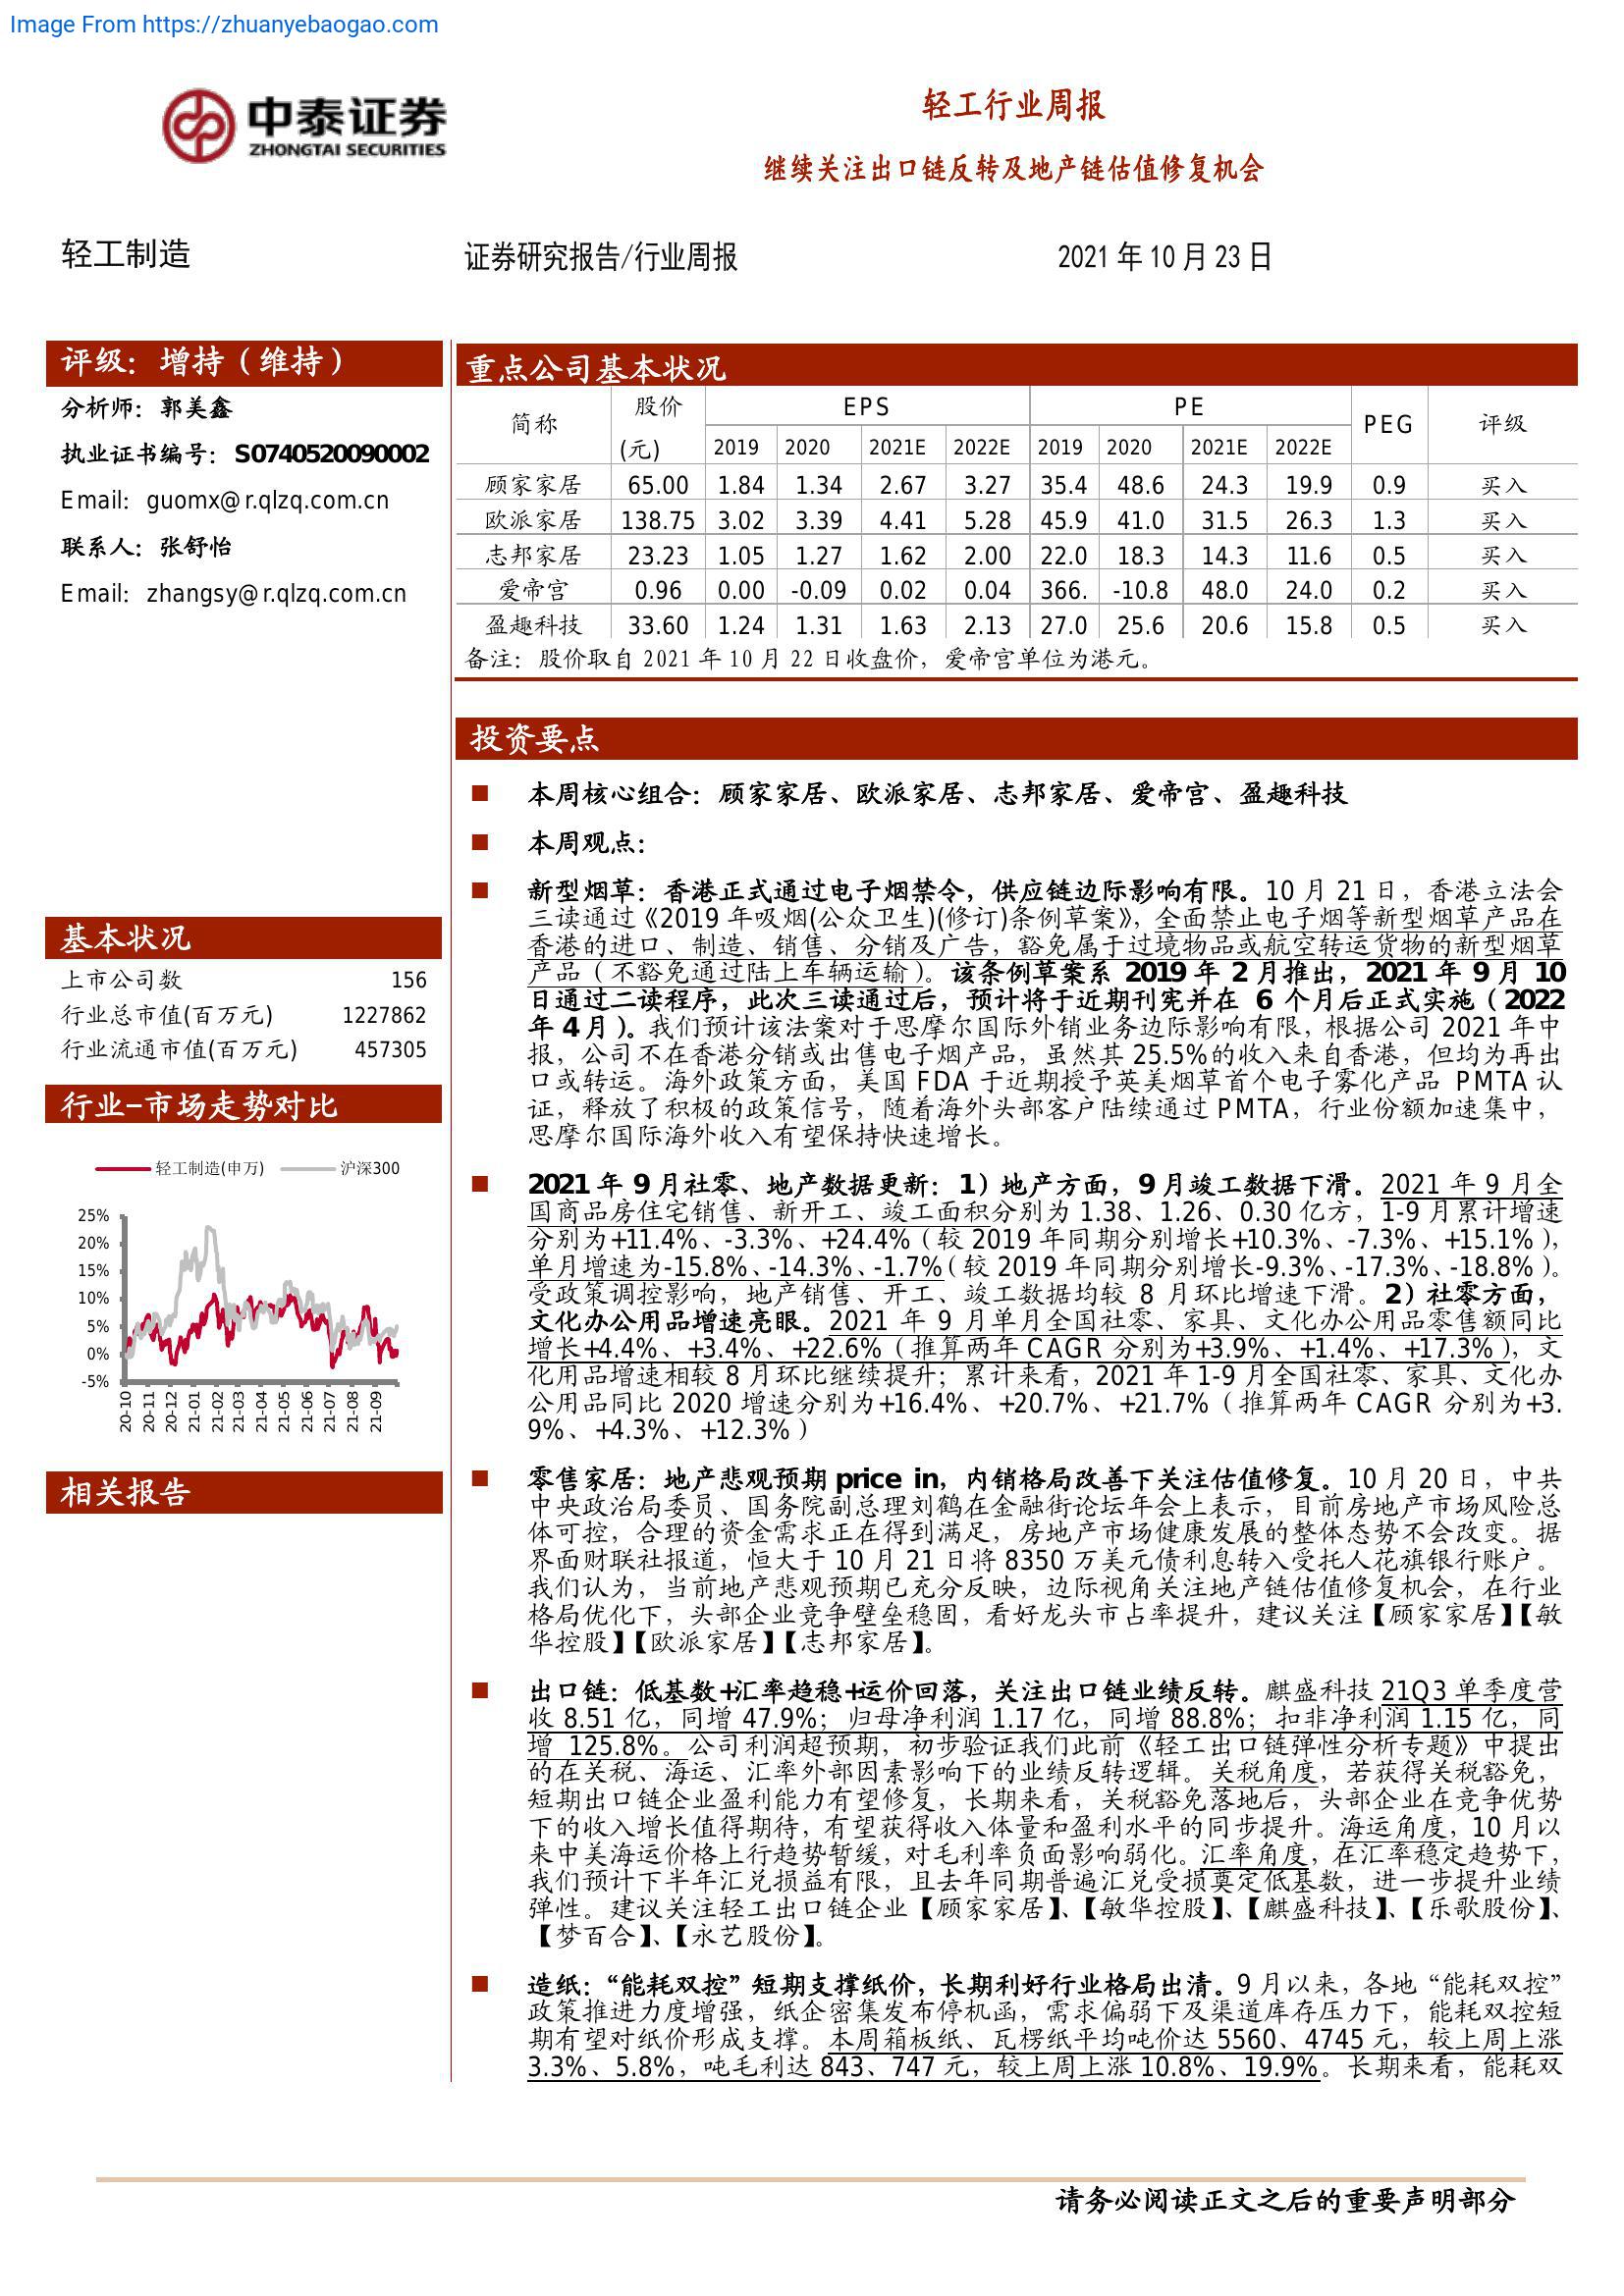 Image From https://zhuanyebaogao.com
中泰证券
ZHONGTAI SECURITIES
轻工行业周报
继续关注出口链反转及地产链估值修复机会
轻工制造
证券研究报告/行业周报
2021 年 10 月 23 日
评级：增持（维持）
分析师：郭美鑫
执业证书编号：S0740520090002
Email：guomx@r.qlzq.com.cn
联系人：张舒怡
Email：zhangsy@r.qlzq.com.cn
基本状况
上市公司数 156
行业总市值(百万元) 1227862
行业流通市值(百万元) 457305
行业-市场走势对比
轻工制造(申万) 沪深300
25%
20%
15%
10%
5%
0%
-5%
20-10 20-11 20-12 21-01 21-02 21-03 21-04 21-05 21-06 21-07 21-08 21-09
相关报告
重点公司基本状况
简称 股价(元) EPS PE PEG 评级
2019 2020 2021E 2022E 2019 2020 2021E 2022E
顾家家居 65.00 1.84 1.34 2.67 3.27 35.4 48.6 24.3 19.9 0.9 买入
欧派家居 138.75 3.02 3.39 4.41 5.28 45.9 41.0 31.5 26.3 1.3 买入
志邦家居 23.23 1.05 1.27 1.62 2.00 22.0 18.3 14.3 11.6 0.5 买入
爱帝宫 0.96 0.00 -0.09 0.02 0.04 366. -10.8 48.0 24.0 0.2 买入
盈趣科技 33.60 1.24 1.31 1.63 2.13 27.0 25.6 20.6 15.8 0.5 买入
备注：股价取自 2021 年 10 月 22 日收盘价，爱帝宫单位为港元。
投资要点
■ 本周核心组合：顾家家居、欧派家居、志邦家居、爱帝宫、盈趣科技
■ 本周观点：
■ 新型烟草：香港正式通过电子烟禁令，供应链边际影响有限。10 月 21 日，香港立法会
三读通过《2019 年吸烟(公众卫生)(修订)条例草案》，全面禁止电子烟等新型烟草产品在
香港的进口、制造、销售、分销及广告，豁免属于过境物品或航空转运货物的新型烟草
产品（不豁免通过陆上车辆运输）。该条例草案系 2019 年 2 月推出，2021 年 9 月 10
日通过二读程序，此次三读通过后，预计将于近期刊宪并在 6 个月后正式实施（2022
年 4 月）。我们预计该法案对于思摩尔国际外销业务边际影响有限，根据公司 2021 年中
报，公司不在香港分销或出售电子烟产品，虽然其 25.5%的收入来自香港，但均为再出
口或转运。海外政策方面，美国 FDA 于近期授予英美烟草首个电子雾化产品 PMTA 认
证，释放了积极的政策信号，随着海外头部客户陆续通过 PMTA，行业份额加速集中，
思摩尔国际海外收入有望保持快速增长。
■ 2021 年 9 月社零、地产数据更新：1）地产方面，9 月竣工数据下滑。2021 年 9 月全
国商品房住宅销售、新开工、竣工面积分别为 1.38、1.26、0.30 亿方，1-9 月累计增速
分别为+11.4%、-3.3%、+24.4%（较 2019 年同期分别增长+10.3%、-7.3%、+15.1%），
单月增速为-15.8%、-14.3%、-1.7%（较 2019 年同期分别增长-9.3%、-17.3%、-18.8%）。
受政策调控影响，地产销售、开工、竣工数据均较 8 月环比增速下滑。2）社零方面，
文化办公用品增速亮眼。2021 年 9 月单月全国社零、家具、文化办公用品零售额同比
增长+4.4%、+3.4%、+22.6%（推算两年 CAGR 分别为+3.9%、+1.4%、+17.3%），文
化用品增速相较 8 月环比继续提升；累计来看，2021 年 1-9 月全国社零、家具、文化办
公用品同比 2020 增速分别为+16.4%、+20.7%、+21.7%（推算两年 CAGR 分别为+3.
9%、+4.3%、+12.3%）
■ 零售家居：地产悲观预期 price in，内销格局改善下关注估值修复。10 月 20 日，中共
中央政治局委员、国务院副总理刘鹤在金融街论坛年会上表示，目前房地产市场风险总
体可控，合理的资金需求正在得到满足，房地产市场健康发展的整体态势不会改变。据
界面财联社报道，恒大于 10 月 21 日将 8350 万美元债利息转入受托人花旗银行账户。
我们认为，当前地产悲观预期已充分反映，边际视角关注地产链估值修复机会，在行业
格局优化下，头部企业竞争壁垒稳固，看好龙头市占率提升，建议关注【顾家家居】【敏
华控股】【欧派家居】【志邦家居】。
■ 出口链：低基数+汇率趋稳+运价回落，关注出口链业绩反转。麒盛科技 21Q3 单季度营
收 8.51 亿，同增 47.9%；归母净利润 1.17 亿，同增 88.8%；扣非净利润 1.15 亿，同
增 125.8%。公司利润超预期，初步验证我们此前《轻工出口链弹性分析专题》中提出
的在关税、海运、汇率外部因素影响下的业绩反转逻辑。关税角度，若获得关税豁免，
短期出口链企业盈利能力有望修复，长期来看，关税豁免落地后，头部企业在竞争优势
下的收入增长值得期待，有望获得收入体量和盈利水平的同步提升。海运角度，10 月以
来中美海运价格上行趋势暂缓，对毛利率负面影响弱化。汇率角度，在汇率稳定趋势下，
我们预计下半年汇兑损益有限，且去年同期普遍汇兑受损奠定低基数，进一步提升业绩
弹性。建议关注轻工出口链企业【顾家家居】、【敏华控股】、【麒盛科技】、【乐歌股份】、
【梦百合】、【永艺股份】。
■ 造纸：“能耗双控”短期支撑纸价，长期利好行业格局出清。9 月以来，各地“能耗双控”
政策推进力度增强，纸企密集发布停机函，需求偏弱下及渠道库存压力下，能耗双控短
期有望对纸价形成支撑。本周箱板纸、瓦楞纸平均吨价达 5560、4745 元，较上周上涨
3.3%、5.8%，吨毛利达 843、747 元，较上周上涨 10.8%、19.9%。长期来看，能耗双
请务必阅读正文之后的重要声明部分